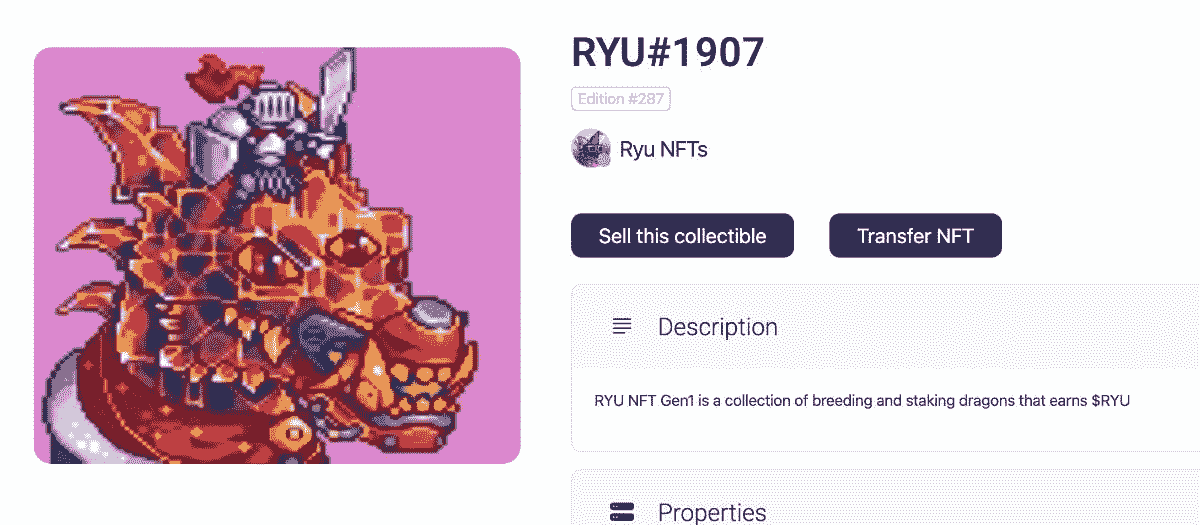 RYU#1907
Edition #287
Ryu NFTs
Sell this collectible
Transfer NFT
Description
RYU NFT Gen1 is a collection of breeding and staking dragons that earns $RYU
Properties